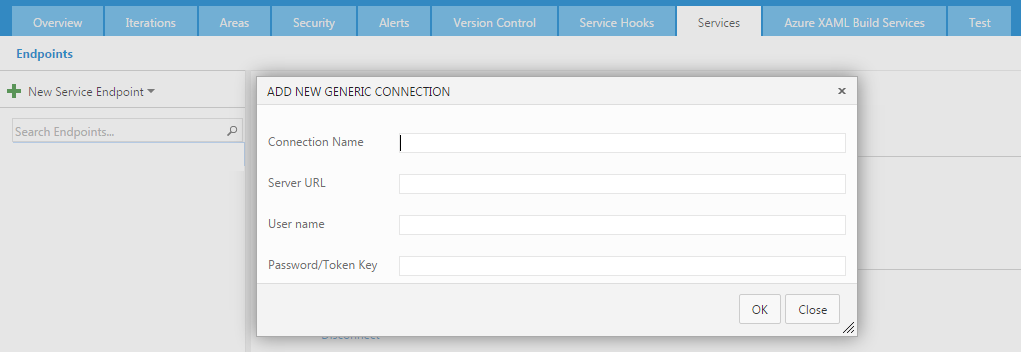 Overview Iterations Areas Security Alerts Version Control Service Hooks Services Azure XAML Build Services Test
Endpoints
New Service Endpoint
Search Endpoints...
ADD NEW GENERIC CONNECTION
Connection Name
Server URL
User name
Password/Token Key
OK Close
Disconnect